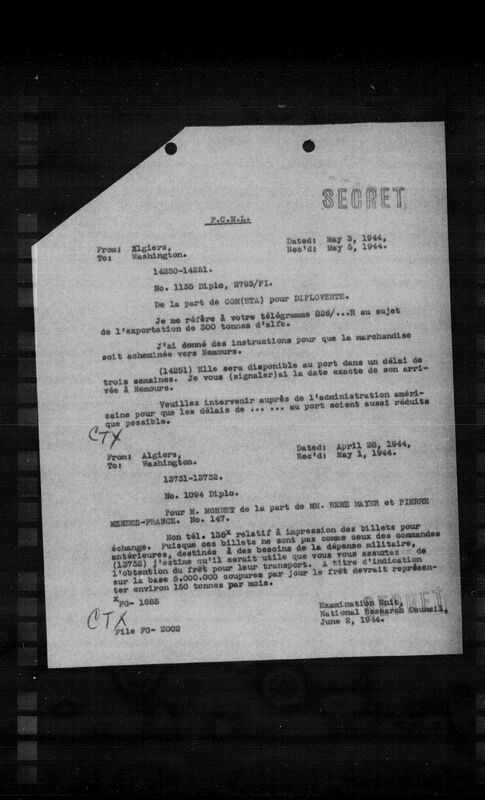 SECRET
F.C.N.L.
From: Algiers,
To: Washington.
Dated: May 3, 1944,
Rec'd: May 5, 1944.
14250-14251.
No. 1135 Diplo, 2793/PI.
De la part de COM(ETA) pour DIPLOVENTE.
Je me réfère à votre télégramme 826/...R au sujet
de l'exportation de 300 tonnes d'alfa.
J'ai donné des instructions pour que la marchandise
soit acheminée vers Nemours.
(14251) Elle sera disponible au port dans un délai de
trois semaines. Je vous (signaler)ai la date exacte de son arri-
vée à Nemours.
Veuillez intervenir auprès de l'administration améri-
caine pour que les délais de ... ... au port soient aussi réduits
que possible.
CTX
From: Algiers,
To: Washington.
Dated: April 28, 1944,
Rec'd: May 1, 1944.
13731-13732.
No. 1094 Diplo.
Pour M. MONNET de la part de MM. RENE MAYER et PIERRE
MENDES-FRANCE. No. 147.
Mon tél. 138x relatif à impression des billets pour
échange. Puisque ces billets ne sont pas comme ceux des commandes
antérieures, destinés à des besoins de la dépense militaire,
(13732) j'estime qu'il serait utile que vous vous assuriez de
l'obtention du frêt pour leur transport. A titre d'indication
sur la base 5.000.000 coupures par jour le frêt devrait représen-
ter environ 150 tonnes par mois.
x FG- 1685
CTX
File FG- 2002
SECRET
Examination Unit,
National Research Council,
June 2, 1944.